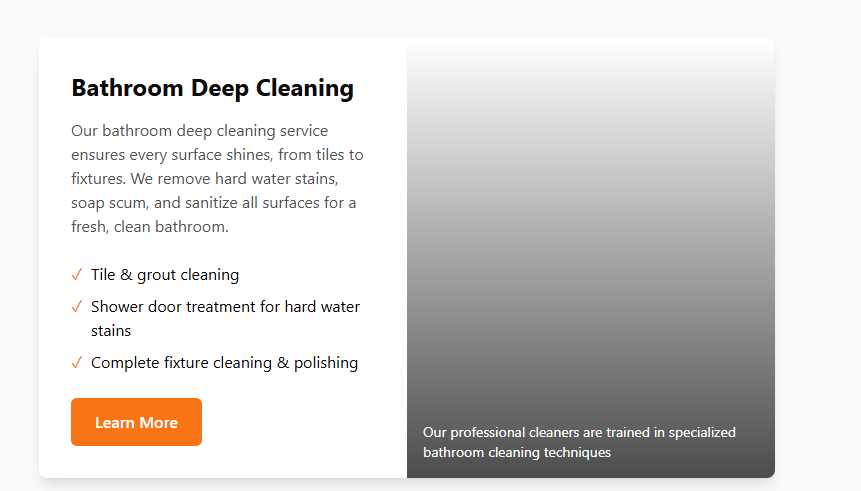 Bathroom Deep Cleaning
Our bathroom deep cleaning service
ensures every surface shines, from tiles to
fixtures. We remove hard water stains,
soap scum, and sanitize all surfaces for a
fresh, clean bathroom.
✓ Tile & grout cleaning
✓ Shower door treatment for hard water
stains
✓ Complete fixture cleaning & polishing
Learn More
Our professional cleaners are trained in specialized
bathroom cleaning techniques